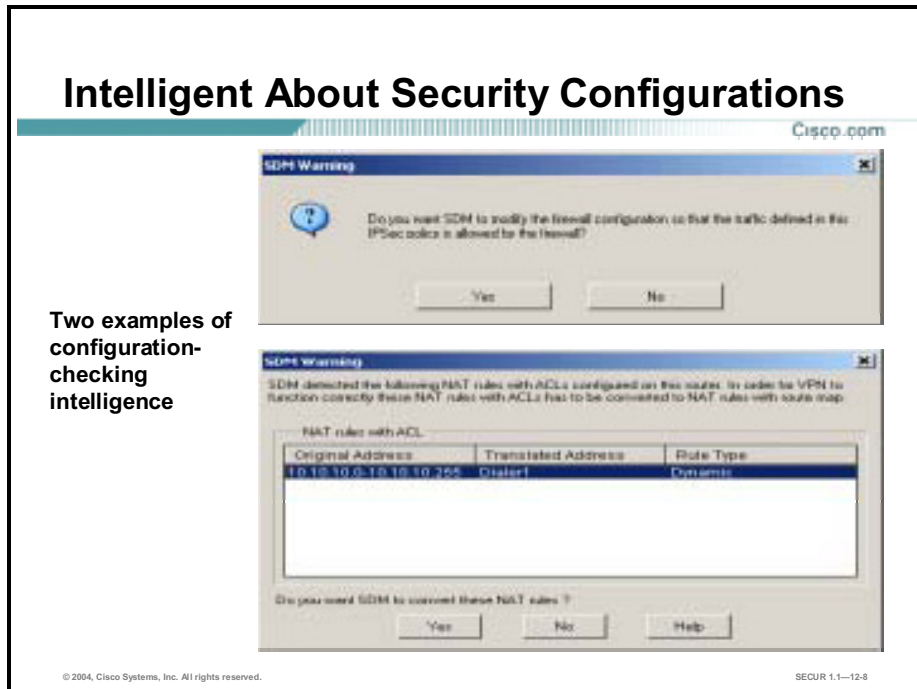 Intelligent About Security Configurations
Cisco.com
SDM Warning
Do you want SDM to modify the firewall configuration so that the traffic defined in this
IPSec policy is allowed by the firewall?
Yes
No
Two examples of
configuration-
checking
intelligence
SDM Warning
SDM detected the following NAT rules with ACLs configured on this router. In order for VPN to
function correctly these NAT rules with ACLs has to be converted to NAT rules with route map
NAT rules with ACL
Original Address
Translated Address
Rule Type
10.10.10.0-10.10.10.255
Dialer1
Dynamic
Do you want SDM to convert these NAT rules ?
Yes
No
Help
© 2004, Cisco Systems, Inc. All rights reserved.
SECUR 1.1—12-8